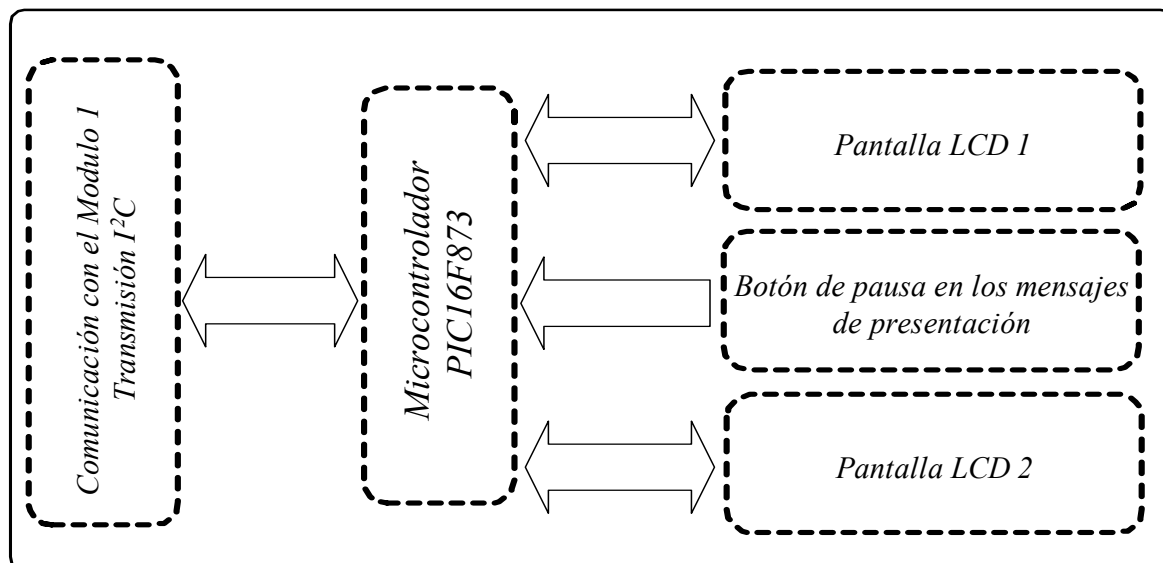 Comunicación con el Modulo 1
Transmisión I²C
Microcontrolador
PIC16F873
Pantalla LCD 1
Botón de pausa en los mensajes
de presentación
Pantalla LCD 2